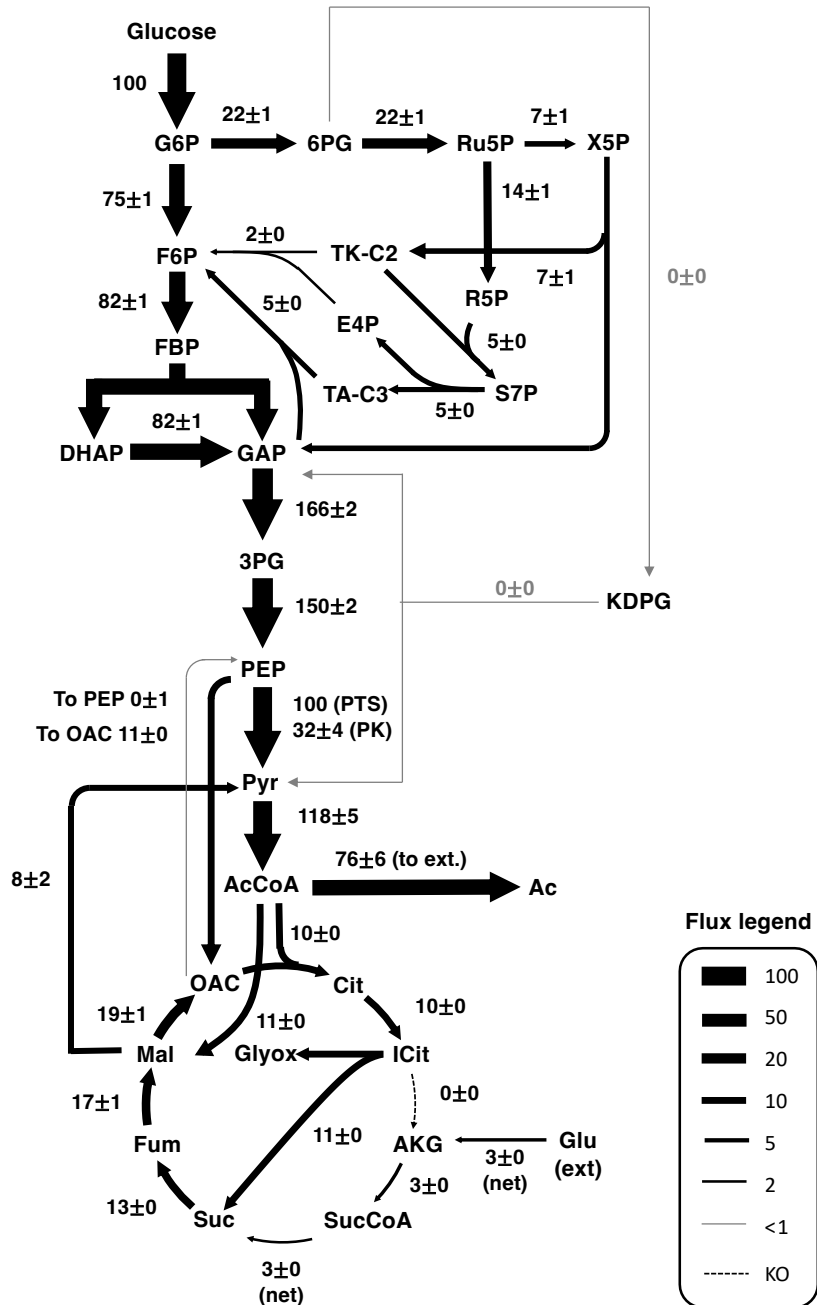 Glucose
100
22±1
22±1
7±1
G6P
6PG
Ru5P
X5P
75±1
14±1
2±0
F6P
TK-C2
7±1
0±0
R5P
82±1
5±0
E4P
5±0
FBP
TA-C3
S7P
5±0
82±1
DHAP
GAP
166±2
3PG
0±0
KDPG
150±2
PEP
To PEP 0±1
To OAC 11±0
100 (PTS)
32±4 (PK)
Pyr
118±5
8±2
76±6 (to ext.)
AcCoA
Ac
10±0
OAC
Cit
19±1
11±0
10±0
Mal
Glyox
ICit
17±1
0±0
11±0
Fum
AKG
Glu
(ext)
3±0
(net)
3±0
13±0
Suc
SucCoA
3±0
(net)
Flux legend
100
50
20
10
5
2
<1
KO